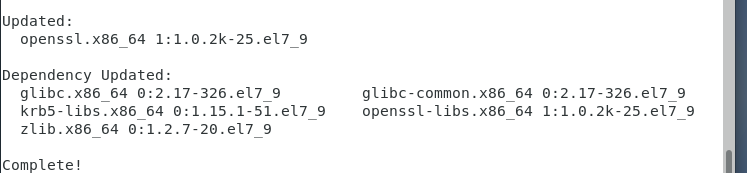 Updated:
openssl.x86_64 1:1.0.2k-25.el7_9
Dependency Updated:
glibc.x86_64 0:2.17-326.el7_9 glibc-common.x86_64 0:2.17-326.el7_9
krb5-libs.x86_64 0:1.15.1-51.el7_9 openssl-libs.x86_64 1:1.0.2k-25.el7_9
zlib.x86_64 0:1.2.7-20.el7_9
Complete!